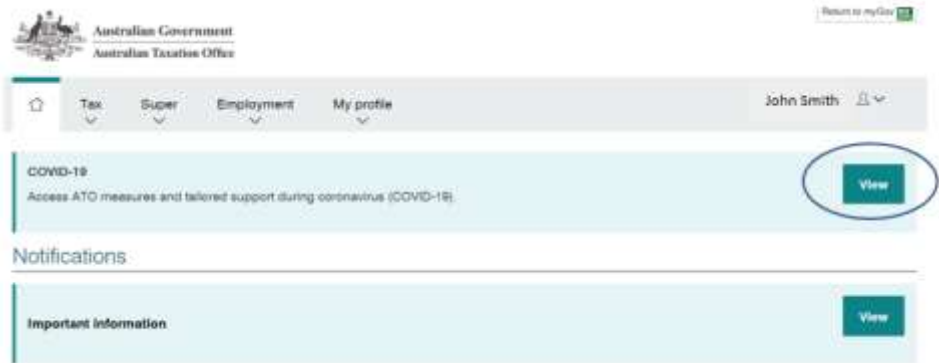 Return to myGov
Australian Government
Australian Taxation Office
Tax
Super
Employment
My profile
John Smith
COVID-19
View
Access ATO measures and tailored support during coronavirus (COVID-19).
Notifications
Important information
View